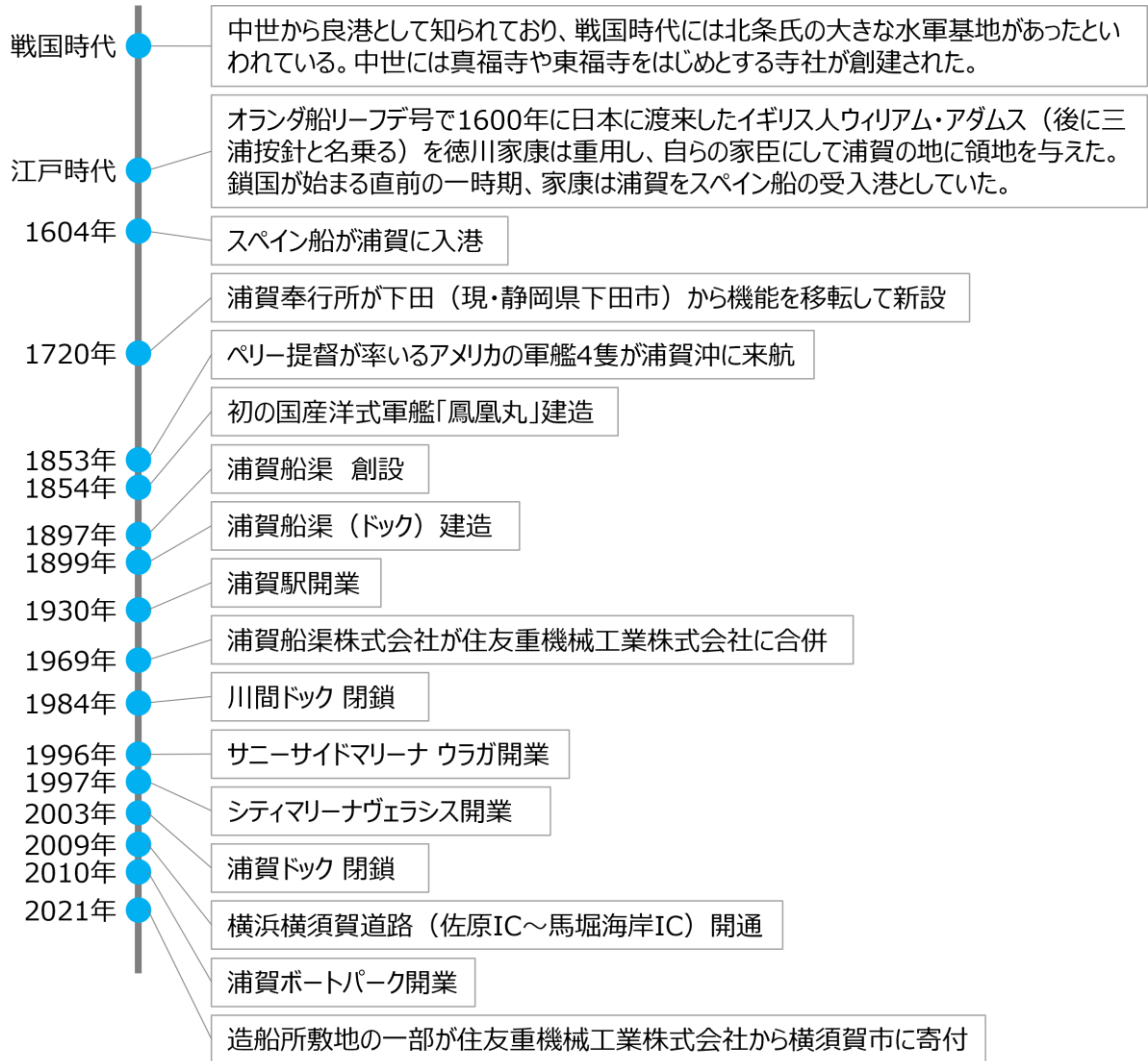 戦国時代
中世から良港として知られており、戦国時代には北条氏の大きな水軍基地があったとい
われている。中世には真福寺や東福寺をはじめとする寺社が創建された。
江戸時代
オランダ船リーフデ号で1600年に日本に渡来したイギリス人ウィリアム・アダムス（後に三
浦按針と名乗る）を徳川家康は重用し、自らの家臣にして浦賀の地に領地を与えた。
鎖国が始まる直前の一時期、家康は浦賀をスペイン船の受入港としていた。
1604年
スペイン船が浦賀に入港
1720年
浦賀奉行所が下田（現・静岡県下田市）から機能を移転して新設
1853年
ペリー提督が率いるアメリカの軍艦4隻が浦賀沖に来航
1854年
初の国産洋式軍艦「鳳凰丸」建造
1897年
浦賀船渠　創設
1899年
浦賀船渠（ドック）建造
1930年
浦賀駅開業
1969年
浦賀船渠株式会社が住友重機械工業株式会社に合併
1984年
川間ドック 閉鎖
1996年
サニーサイドマリーナ ウラガ開業
1997年
シティマリーナヴェラシス開業
2003年
浦賀ドック 閉鎖
2009年
横浜横須賀道路（佐原IC～馬堀海岸IC）開通
2010年
浦賀ボートパーク開業
2021年
造船所敷地の一部が住友重機械工業株式会社から横須賀市に寄付